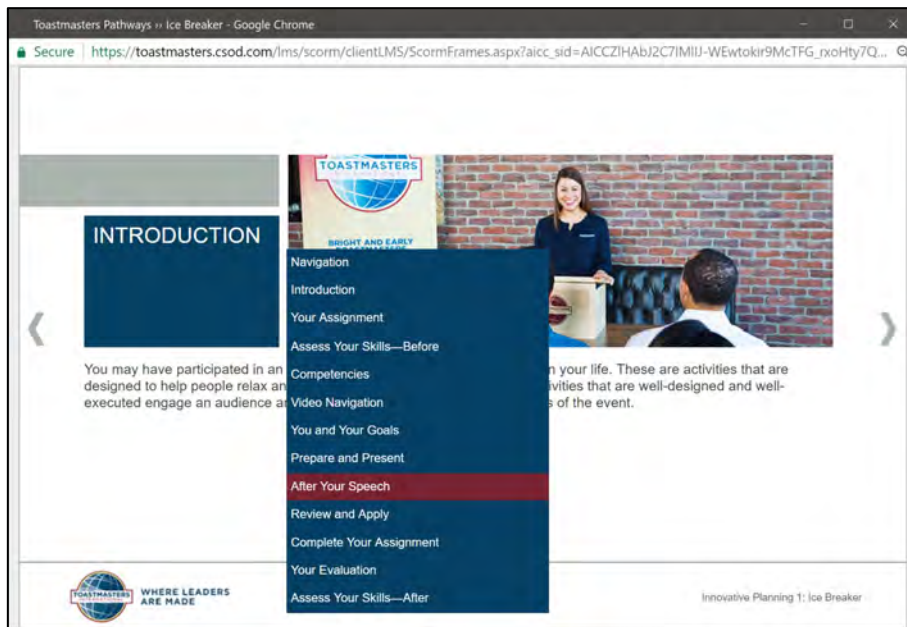 Toastmasters Pathways ›› Ice Breaker - Google Chrome
Secure https://toastmasters.csod.com/lms/scorm/clientLMS/ScormFrames.aspx?aicc_sid=
TOASTMASTERS
BRIGHT AND EARLY
INTRODUCTION
Navigation
Introduction
Your Assignment
Assess Your Skills—Before
Competencies
Video Navigation
You and Your Goals
Prepare and Present
After Your Speech
Review and Apply
Complete Your Assignment
Your Evaluation
Assess Your Skills—After
You may have participated in an n your life. These are activities that are
designed to help people relax an ivities that are well-designed and well-
executed engage an audience a s of the event.
TOASTMASTERS
WHERE LEADERS
ARE MADE
Innovative Planning 1: Ice Breaker